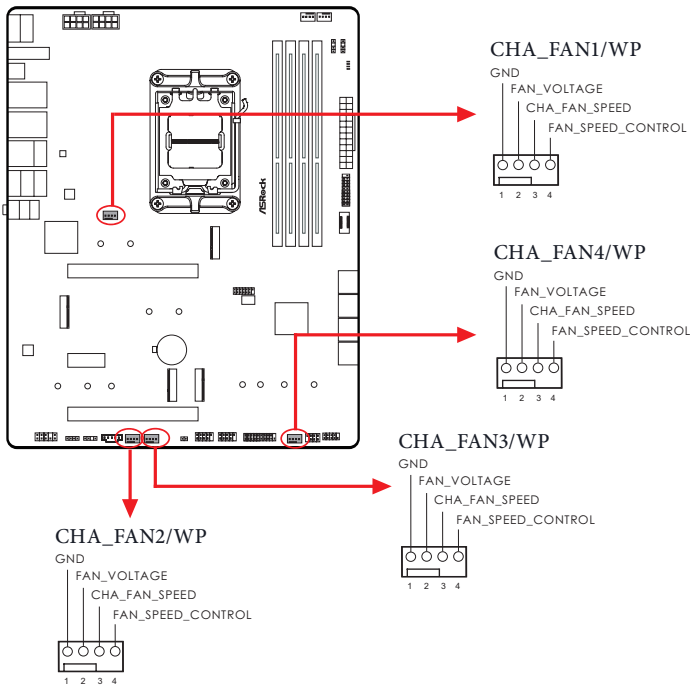 CHA_FAN1/WP
GND
FAN_VOLTAGE
CHA_FAN_SPEED
FAN_SPEED_CONTROL
1 2 3 4
ASRock
CHA_FAN4/WP
GND
FAN_VOLTAGE
CHA_FAN_SPEED
FAN_SPEED_CONTROL
1 2 3 4
CHA_FAN3/WP
GND
FAN_VOLTAGE
CHA_FAN_SPEED
FAN_SPEED_CONTROL
1 2 3 4
CHA_FAN2/WP
GND
FAN_VOLTAGE
CHA_FAN_SPEED
FAN_SPEED_CONTROL
1 2 3 4